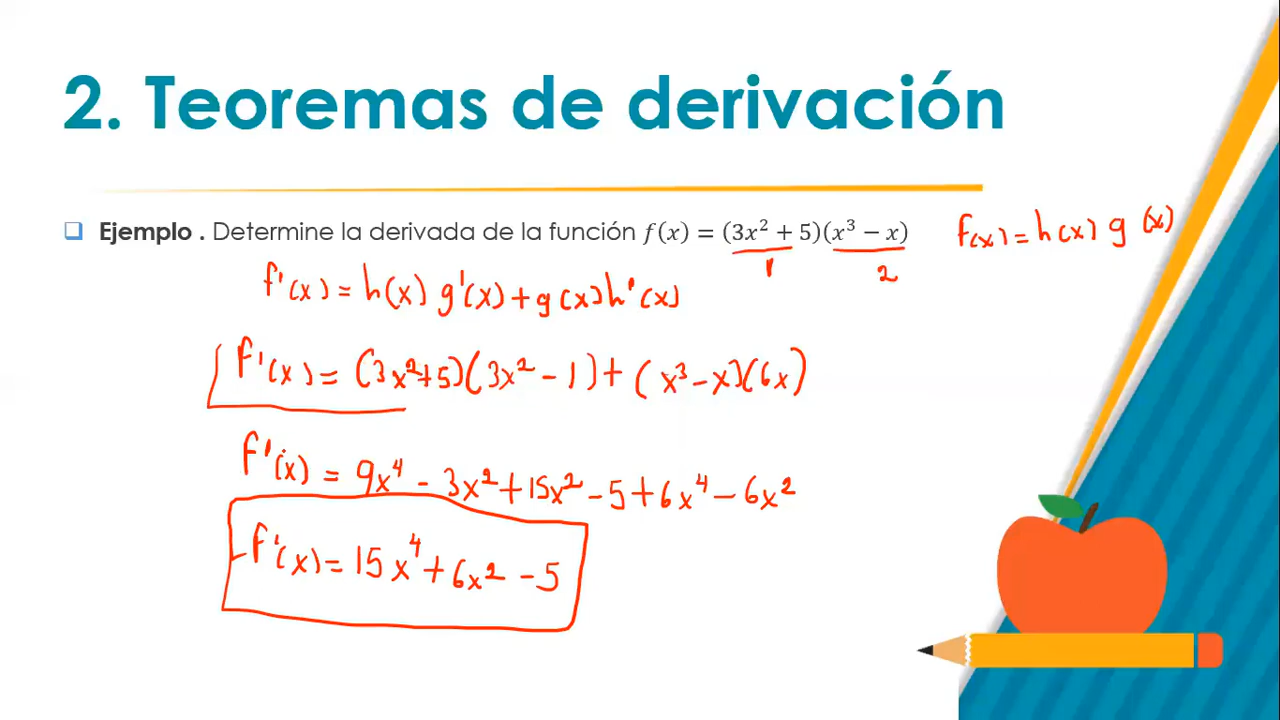 2. Teoremas de derivación
❑ Ejemplo . Determine la derivada de la función f(x) = (3x² + 5)(x³ − x) f(x) = h(x) g(x)
1 2
f'(x) = h(x) g'(x) + g(x) h'(x)
f'(x) = (3x²+5)(3x² - 1) + (x³ - x)(6x)
f'(x) = 9x⁴ - 3x² + 15x² - 5 + 6x⁴ - 6x²
f'(x) = 15x⁴ + 6x² - 5